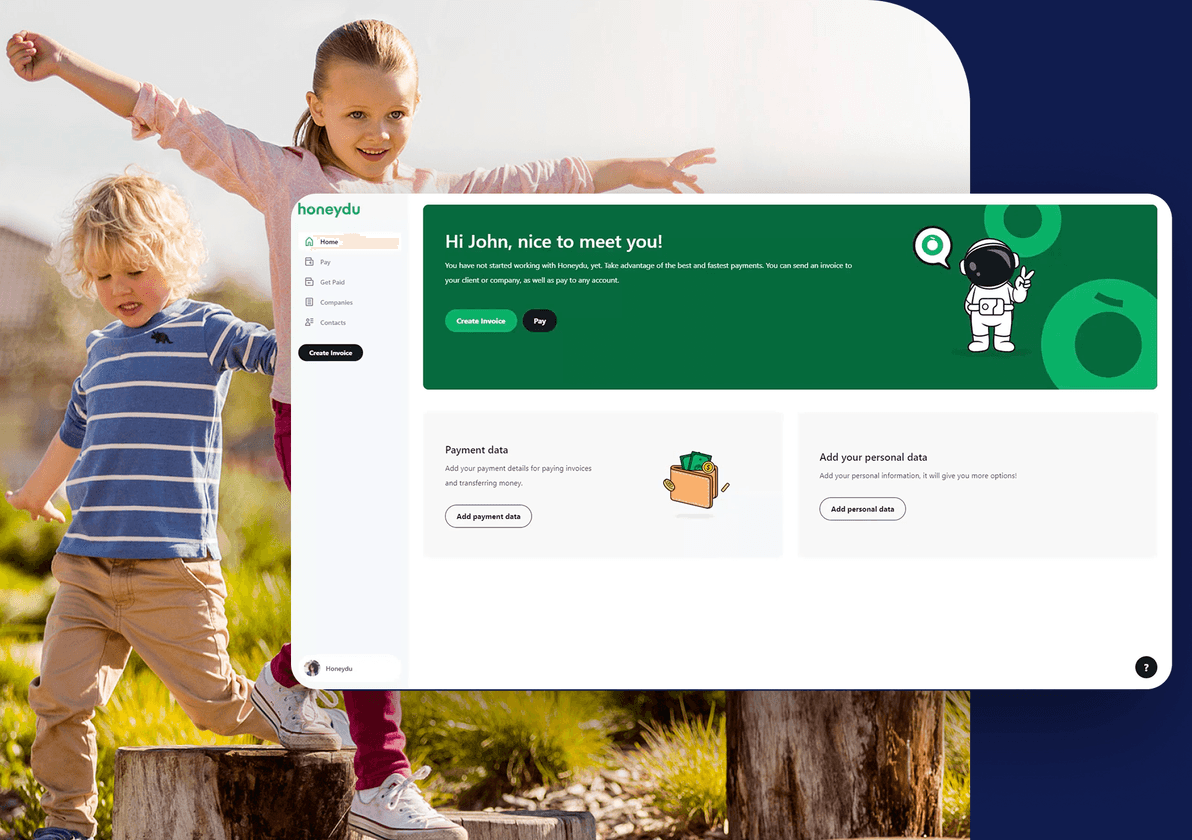 honeydu
Home
Pay
Get Paid
Companies
Contacts
Create Invoice
Honeydu
Hi John, nice to meet you!
You have not started working with Honeydu, yet. Take advantage of the best and fastest payments. You can send an invoice to
your client or company, as well as pay to any account.
Create Invoice
Pay
Payment data
Add your payment details for paying invoices
and transferring money.
Add payment data
Add your personal data
Add your personal information, it will give you more options!
Add personal data
?